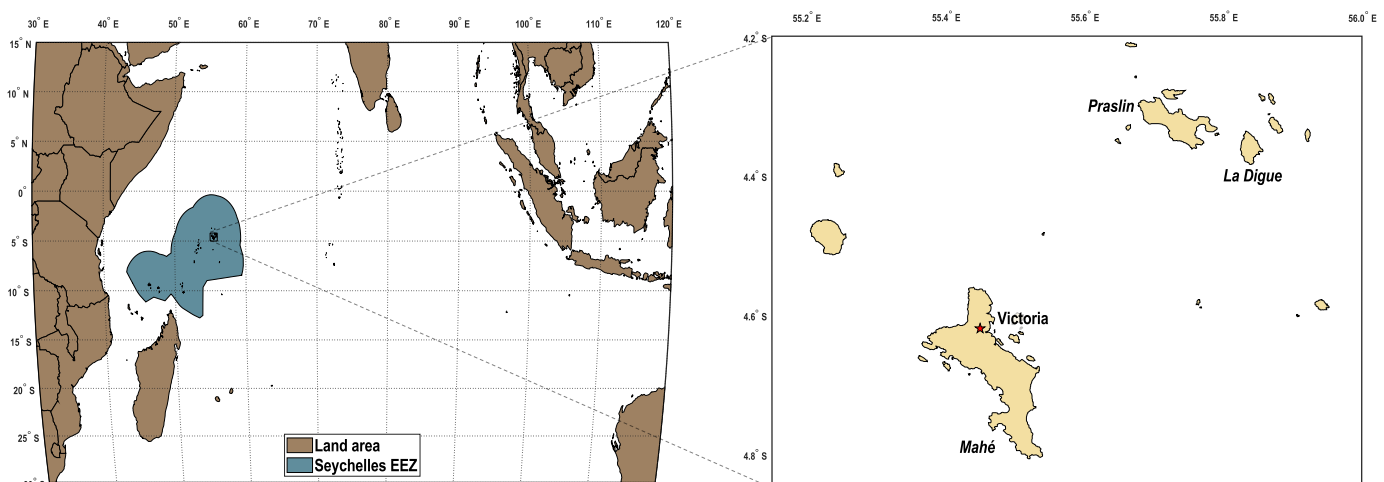 30° E 40° E 50° E 60° E 70° E 80° E 90° E 100° E 110° E 120° E
15° N
10° N
5° N
0°
5° S
10° S
15° S
20° S
25° S
Land area
Seychelles EEZ
55.2° E 55.4° E 55.6° E 55.8° E 56.0° E
4.2° S
4.4° S
4.6° S
4.8° S
Praslin
La Digue
Victoria
Mahé